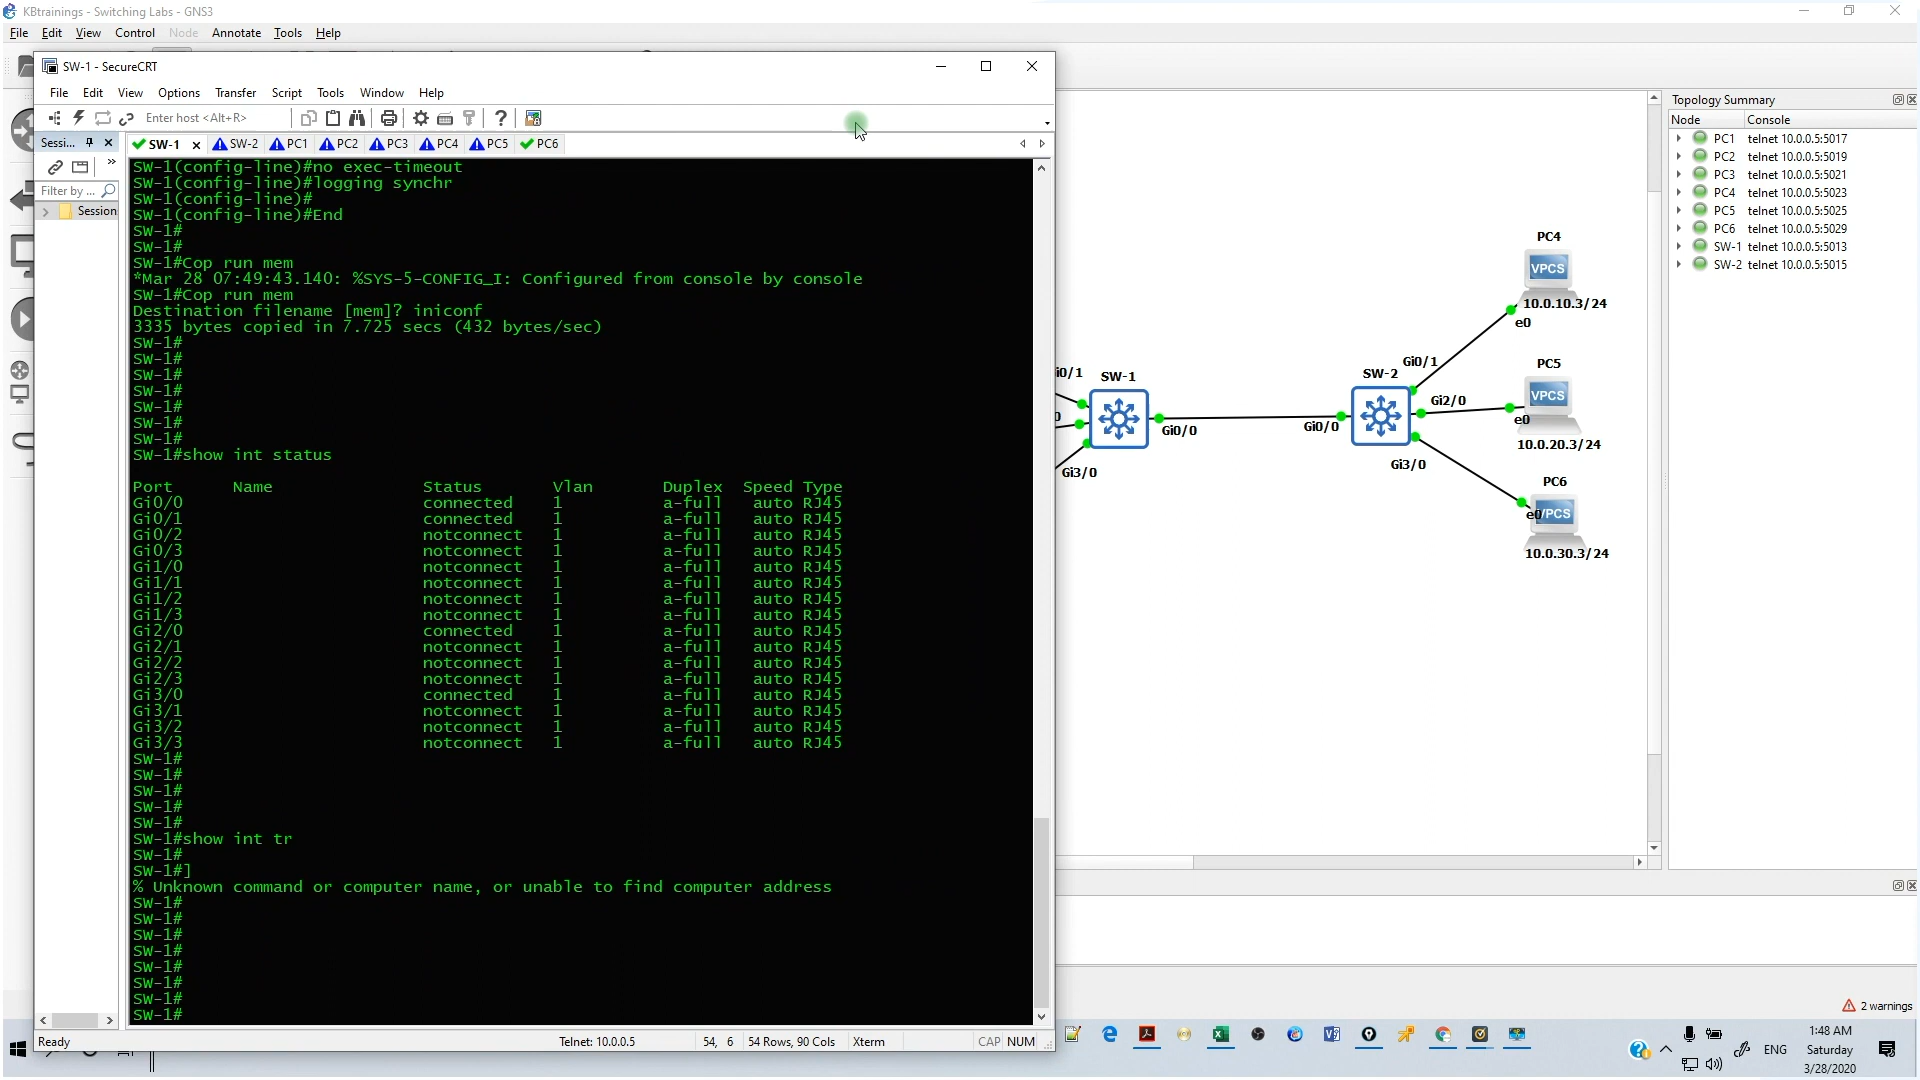 KBtrainings - Switching Labs - GNS3
File Edit View Control Node Annotate Tools Help
SW-1 - SecureCRT
File Edit View Options Transfer Script Tools Window Help
Enter host <Alt+R>
Sessi...
SW-1 SW-2 PC1 PC2 PC3 PC4 PC5 PC6
Filter by ...
Session
SW-1(config-line)#no exec-timeout
SW-1(config-line)#logging synchr
SW-1(config-line)#
SW-1(config-line)#End
SW-1#
SW-1#
SW-1#Cop run mem
*Mar 28 07:49:43.140: %SYS-5-CONFIG_I: Configured from console by console
SW-1#Cop run mem
Destination filename [mem]? iniconf
3335 bytes copied in 7.725 secs (432 bytes/sec)
SW-1#
SW-1#
SW-1#
SW-1#
SW-1#
SW-1#
SW-1#
SW-1#show int status
Port Name Status Vlan Duplex Speed Type
Gi0/0 connected 1 a-full auto RJ45
Gi0/1 connected 1 a-full auto RJ45
Gi0/2 notconnect 1 a-full auto RJ45
Gi0/3 notconnect 1 a-full auto RJ45
Gi1/0 notconnect 1 a-full auto RJ45
Gi1/1 notconnect 1 a-full auto RJ45
Gi1/2 notconnect 1 a-full auto RJ45
Gi1/3 notconnect 1 a-full auto RJ45
Gi2/0 connected 1 a-full auto RJ45
Gi2/1 notconnect 1 a-full auto RJ45
Gi2/2 notconnect 1 a-full auto RJ45
Gi2/3 notconnect 1 a-full auto RJ45
Gi3/0 connected 1 a-full auto RJ45
Gi3/1 notconnect 1 a-full auto RJ45
Gi3/2 notconnect 1 a-full auto RJ45
Gi3/3 notconnect 1 a-full auto RJ45
SW-1#
SW-1#
SW-1#
SW-1#
SW-1#
SW-1#show int tr
SW-1#
SW-1#]
% Unknown command or computer name, or unable to find computer address
SW-1#
SW-1#
SW-1#
SW-1#
SW-1#
SW-1#
SW-1#
SW-1#
Ready Telnet: 10.0.0.5 54, 6 54 Rows, 90 Cols Xterm CAP NUM
PC4
VPCS
10.0.10.3/24
e0
Gi0/1
i0/1
SW-1
SW-2
PC5
VPCS
Gi2/0
e0
0
Gi0/0
Gi0/0
10.0.20.3/24
Gi3/0
Gi3/0
PC6
e0
VPCS
10.0.30.3/24
Topology Summary
Node Console
PC1 telnet 10.0.0.5:5017
PC2 telnet 10.0.0.5:5019
PC3 telnet 10.0.0.5:5021
PC4 telnet 10.0.0.5:5023
PC5 telnet 10.0.0.5:5025
PC6 telnet 10.0.0.5:5029
SW-1 telnet 10.0.0.5:5013
SW-2 telnet 10.0.0.5:5015
2 warnings
ENG
1:48 AM
Saturday
3/28/2020